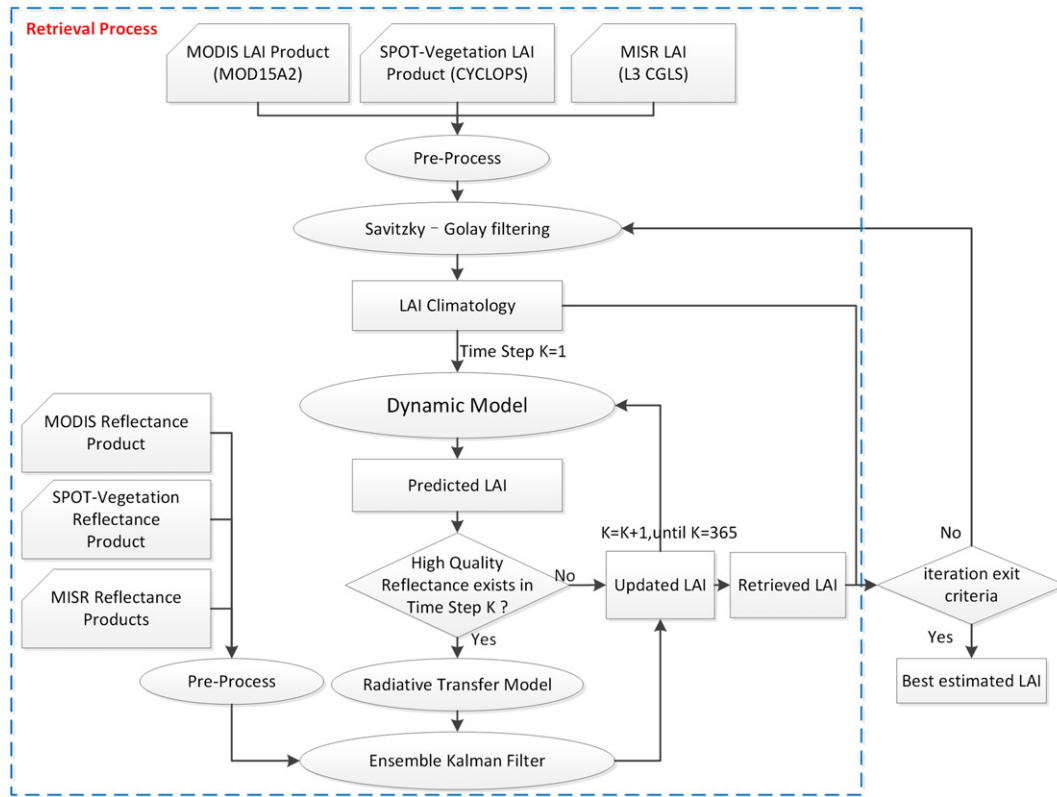 Retrieval Process
MODIS LAI Product
(MOD15A2)
SPOT-Vegetation LAI
Product (CYCLOPS)
MISR LAI
(L3 CGLS)
Pre-Process
Savitzky – Golay filtering
LAI Climatology
Time Step K=1
Dynamic Model
MODIS Reflectance
Product
SPOT-Vegetation
Reflectance
Product
MISR Reflectance
Products
Pre-Process
Predicted LAI
High Quality
Reflectance exists in
Time Step K ?
No
Yes
K=K+1,until K=365
Updated LAI
Retrieved LAI
Radiative Transfer Model
Ensemble Kalman Filter
No
iteration exit
criteria
Yes
Best estimated LAI